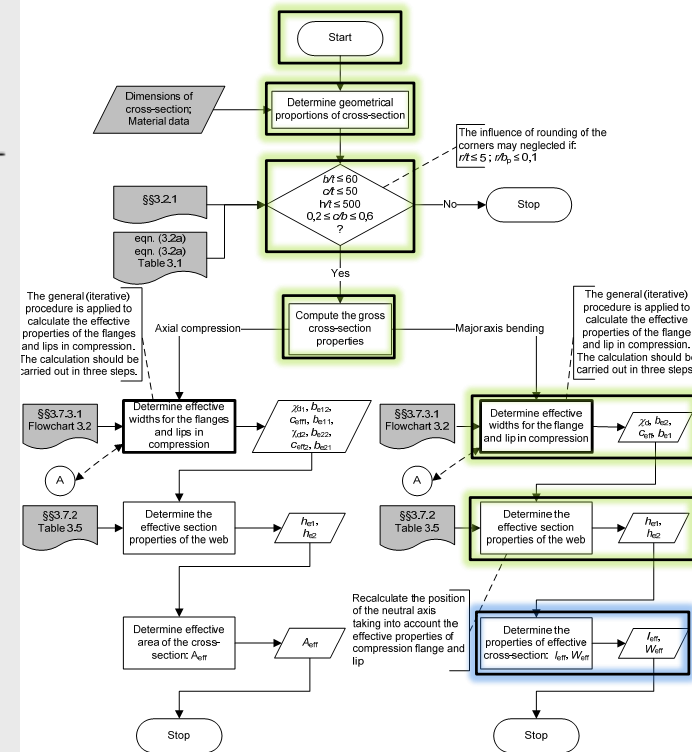 Start
Dimensions of
cross-section;
Material data
Determine geometrical
proportions of cross-section
The influence of rounding of the
corners may neglected if:
r/t ≤ 5 ; r/bp ≤ 0,1
§§3.2.1
b/t ≤ 60
c/t ≤ 50
h/t ≤ 500
0,2 ≤ c/b ≤ 0,6
?
No
Stop
eqn. (3.2a)
eqn. (3.2a)
Table 3.1
Yes
The general (iterative)
procedure is applied to
calculate the effective
properties of the flanges
and lips in compression.
The calculation should be
carried out in three steps.
Axial compression
Compute the gross
cross-section
properties
Major axis bending
The general (iterative)
procedure is applied to
calculate the effective
properties of the flange
and lip in compression.
The calculation should be
carried out in three steps
§§3.7.3.1
Flowchart 3.2
Determine effective
widths for the flanges
and lips in
compression
χd1, be12,
ceff1, be11,
χd2, be22,
ceff2, be21
§§3.7.3.1
Flowchart 3.2
Determine effective
widths for the flange
and lip in compression
χd, be2,
ceff, be1
A
A
§§3.7.2
Table 3.5
Determine the
effective section
properties of the web
he1,
he2
§§3.7.2
Table 3.5
Determine the
effective section
properties of the web
he1,
he2
Recalculate the position
of the neutral axis
taking into account the
effective properties of
compression flange and
lip
Determine effective
area of the cross-
section: Aeff
Aeff
Determine the
properties of effective
cross-section: Ieff, Weff
Ieff,
Weff
Stop
Stop